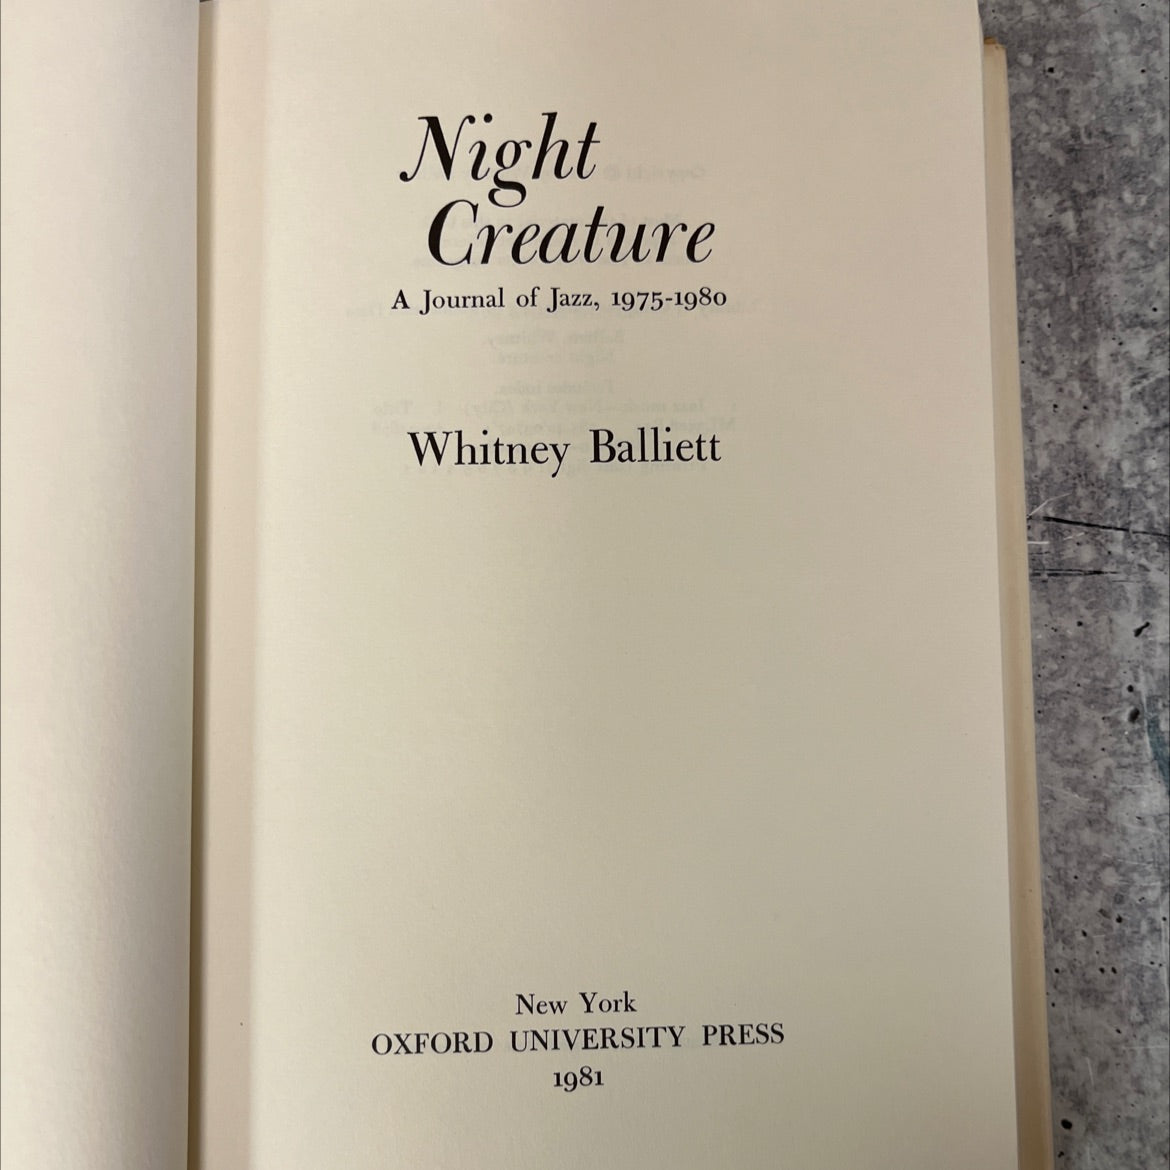 Night
Creature
A Journal of Jazz, 1975-1980
Whitney Balliett
New York
OXFORD UNIVERSITY PRESS
1981